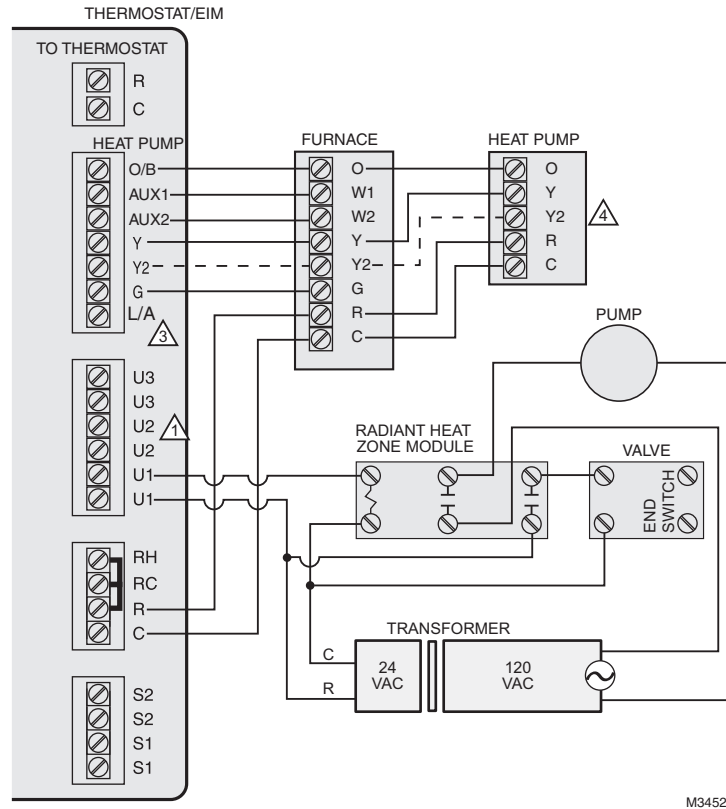 THERMOSTAT/EIM
TO THERMOSTAT
R
C
HEAT PUMP
O/B
AUX1
AUX2
Y
Y2
G
L/A
3
FURNACE
O
W1
W2
Y
Y2
G
R
C
HEAT PUMP
O
Y
Y2
R
C
4
PUMP
U3
U3
U2
U2
U1
U1
1
RADIANT HEAT
ZONE MODULE
VALVE
END
SWITCH
RH
RC
R
C
TRANSFORMER
C
R
24
VAC
120
VAC
S2
S2
S1
S1
M3452